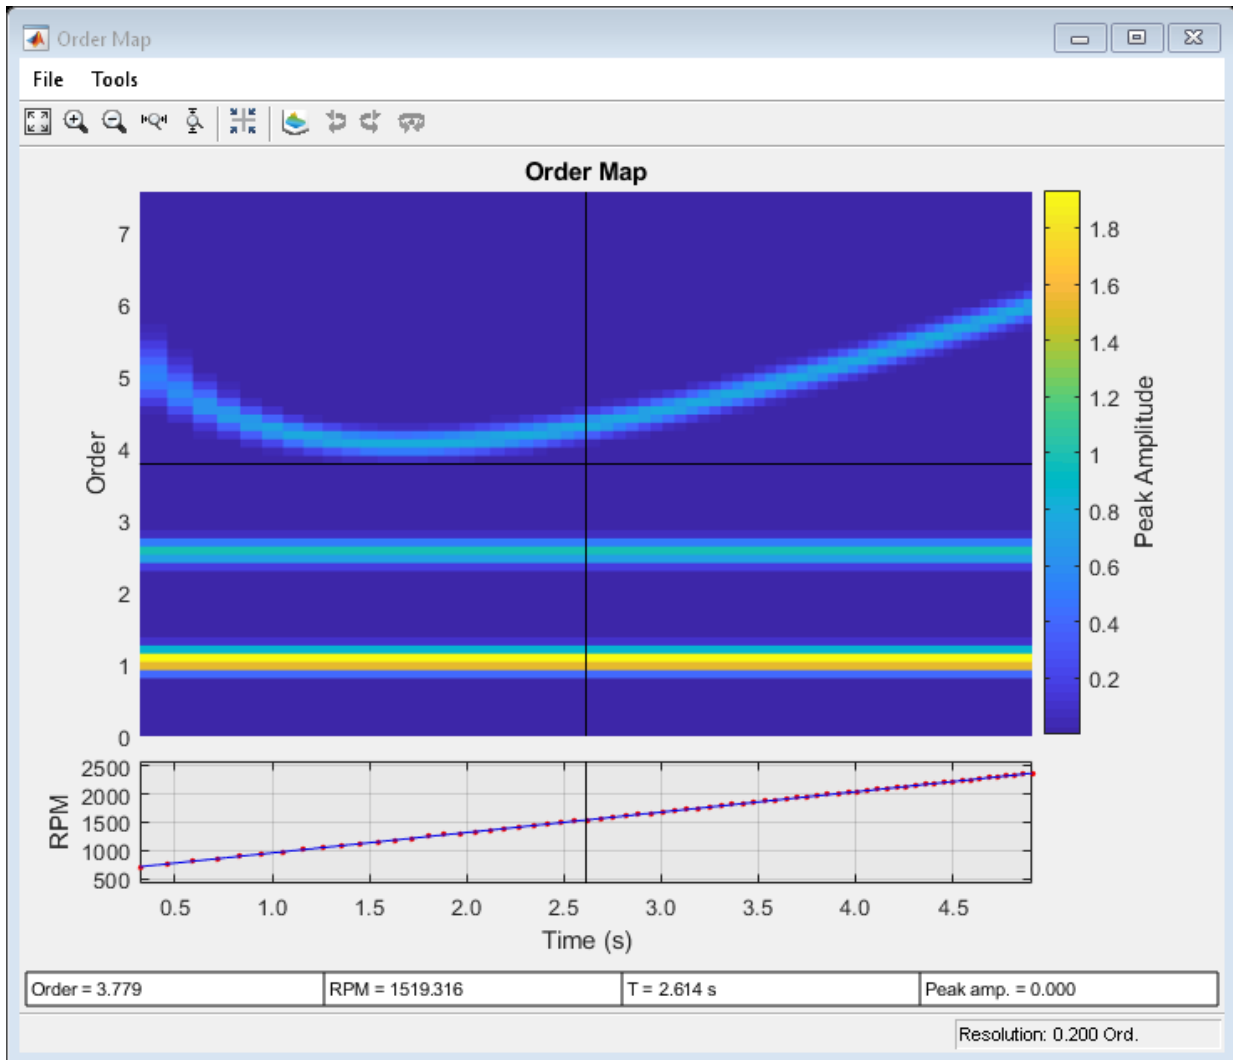 Order Map
File Tools
Order Map
7
6
5
4
3
2
1
0
Order
1.8
1.6
1.4
1.2
1
0.8
0.6
0.4
0.2
Peak Amplitude
2500
2000
1500
1000
500
RPM
0.5 1.0 1.5 2.0 2.5 3.0 3.5 4.0 4.5
Time (s)
Order = 3.779 RPM = 1519.316 T = 2.614 s Peak amp. = 0.000
Resolution: 0.200 Ord.